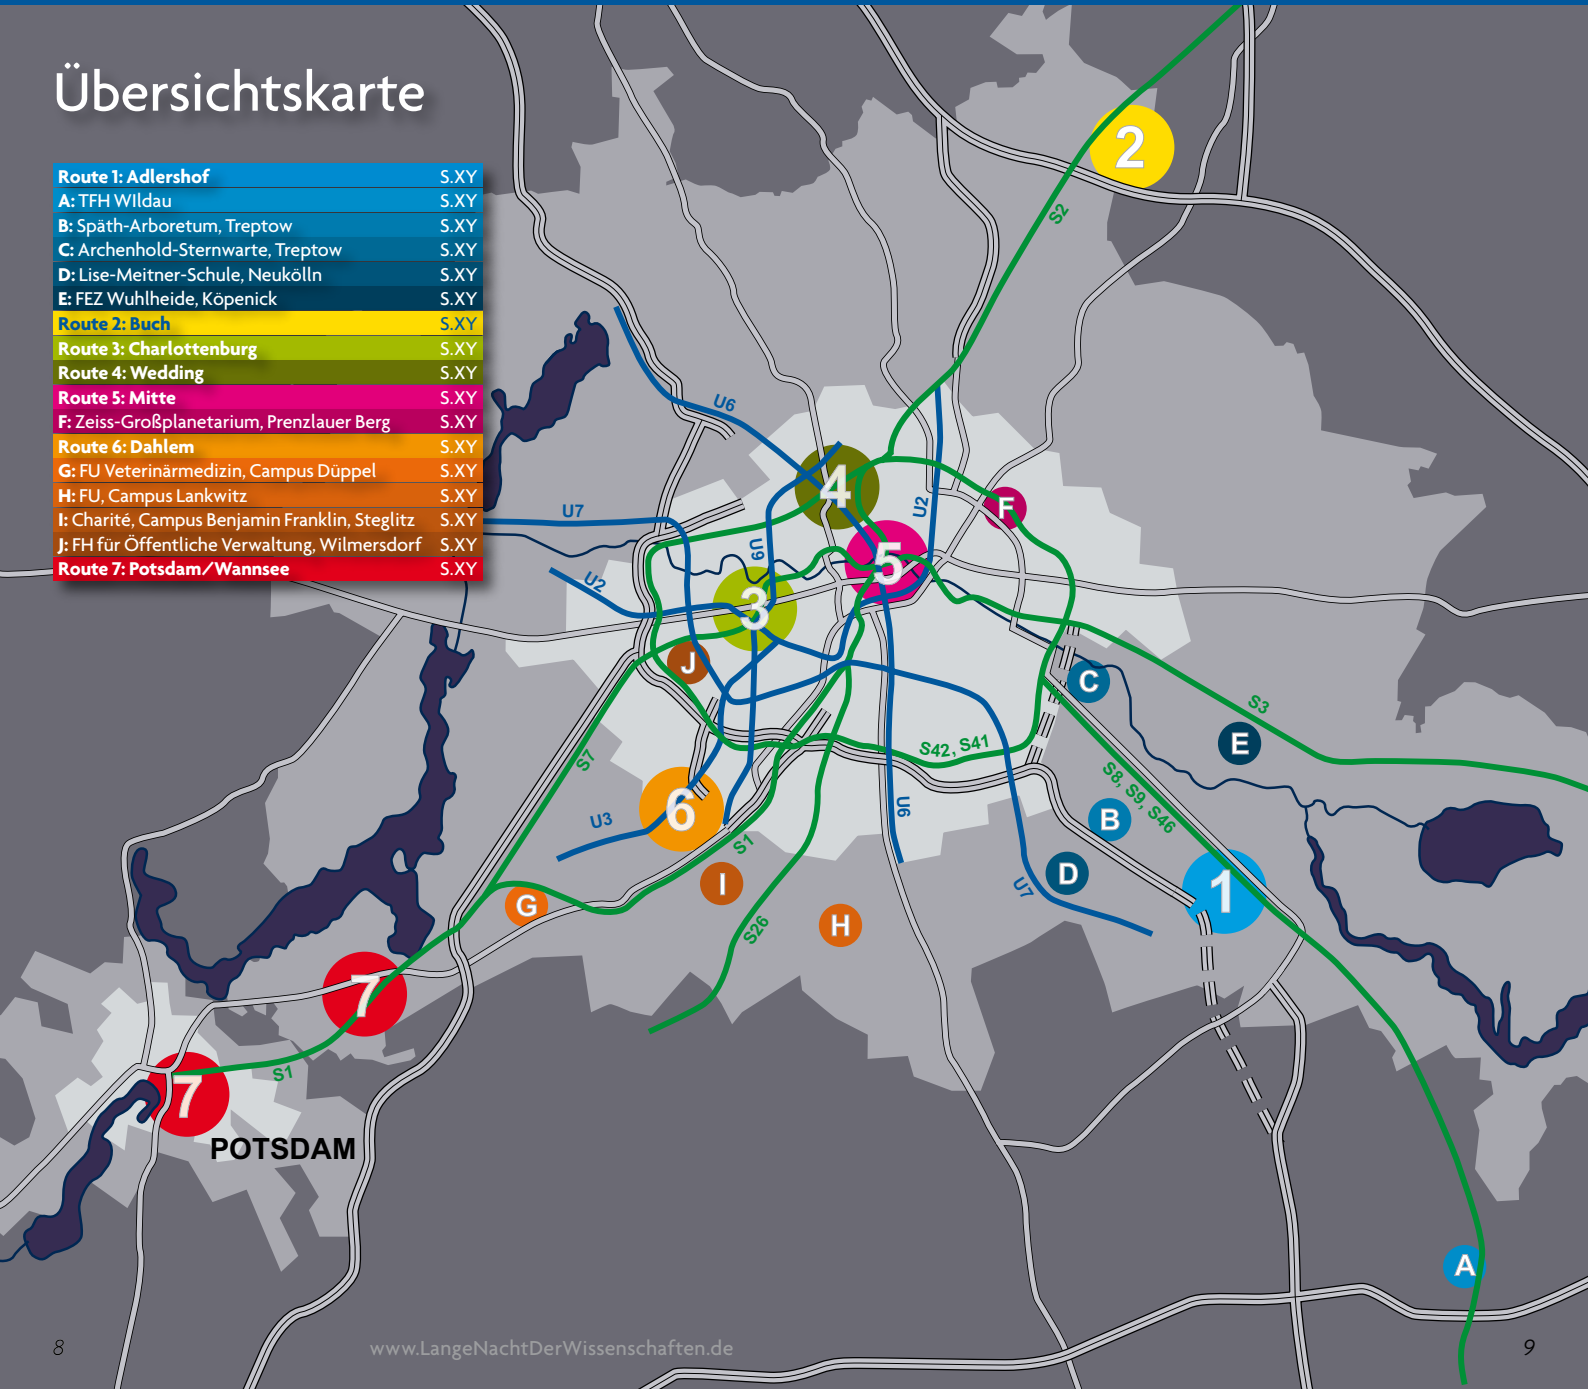 Übersichtskarte
Route 1: Adlershof S.XY
A: TFH WIldau S.XY
B: Späth-Arboretum, Treptow S.XY
C: Archenhold-Sternwarte, Treptow S.XY
D: Lise-Meitner-Schule, Neukölln S.XY
E: FEZ Wuhlheide, Köpenick S.XY
Route 2: Buch S.XY
Route 3: Charlottenburg S.XY
Route 4: Wedding S.XY
Route 5: Mitte S.XY
F: Zeiss-Großplanetarium, Prenzlauer Berg S.XY
Route 6: Dahlem S.XY
G: FU Veterinärmedizin, Campus Düppel S.XY
H: FU, Campus Lankwitz S.XY
I: Charité, Campus Benjamin Franklin, Steglitz S.XY
J: FH für Öffentliche Verwaltung, Wilmersdorf S.XY
Route 7: Potsdam/Wannsee S.XY
2
S2
U6
4
U2
F
U7
U9
5
U2
3
J
C
S3
E
S42, S41
S7
S8, S9, S46
6
U3
U6
B
S1
I
D
U7
1
G
H
S26
7
S1
7
POTSDAM
A
8
www.LangeNachtDerWissenschaften.de
9